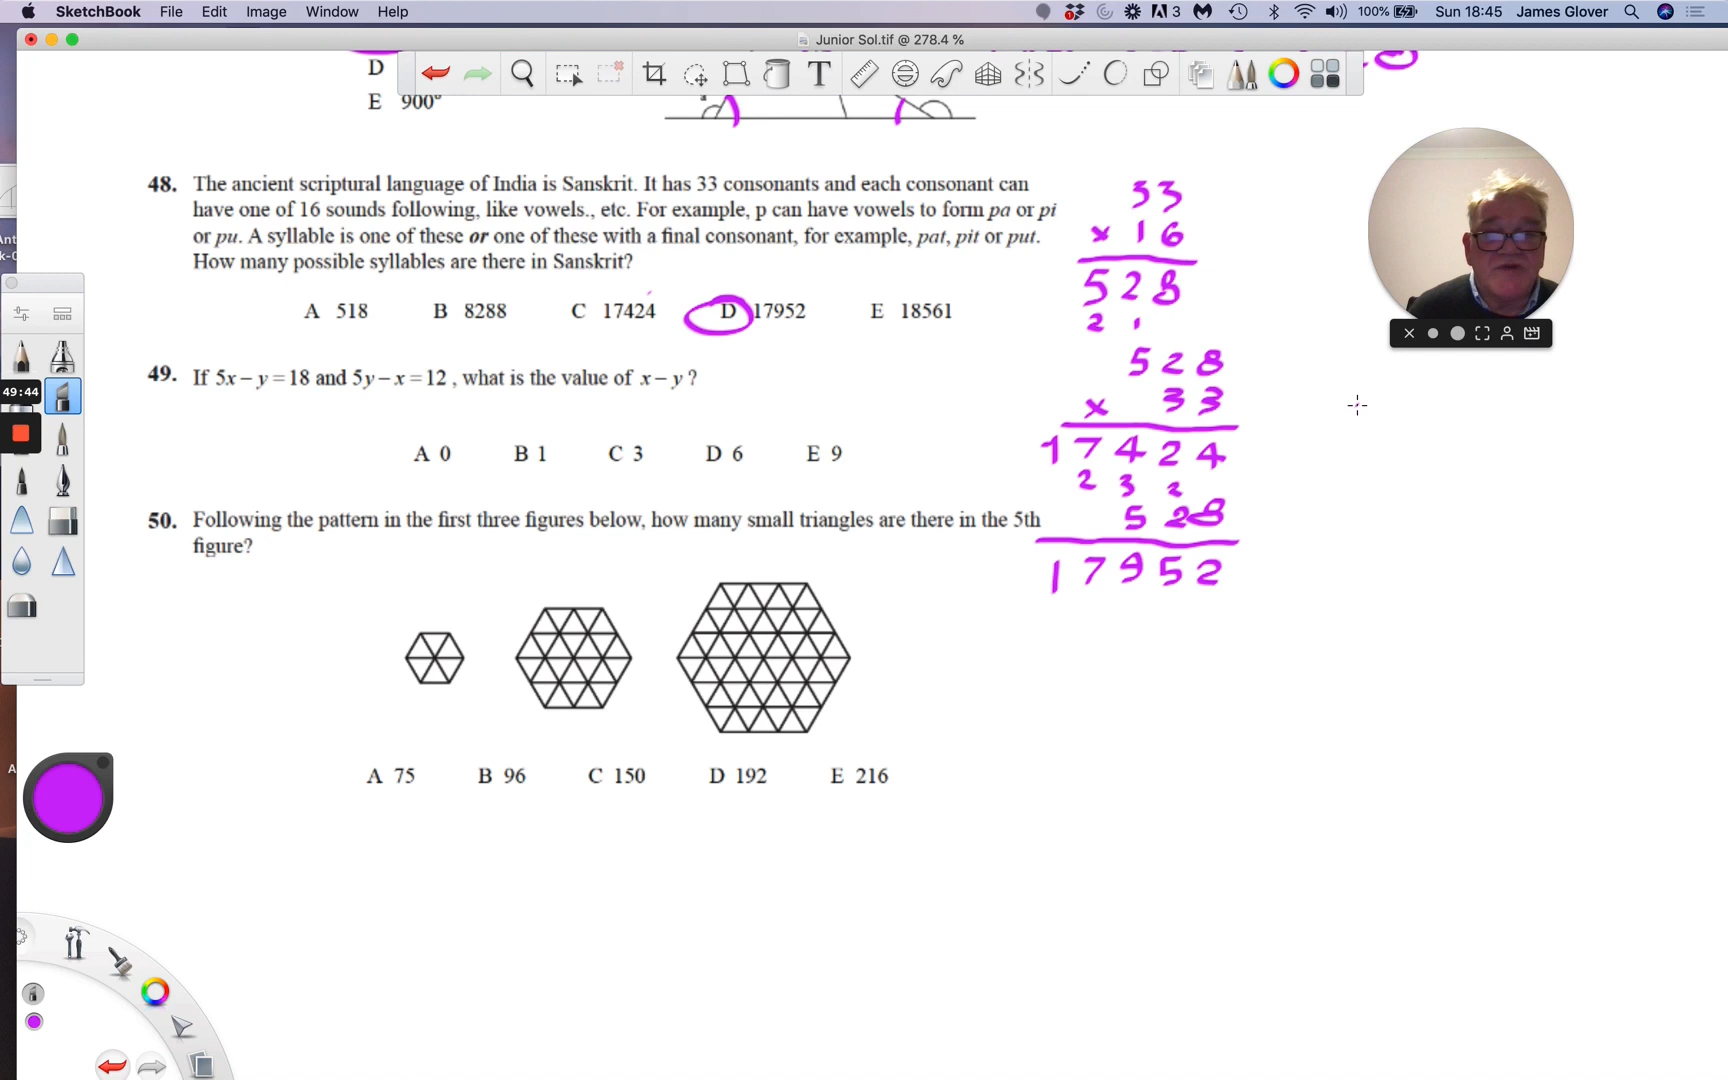 SketchBook File Edit Image Window Help 3 100% Sun 18:45 James Glover
Junior Sol.tif @ 278.4 %
D
E 900°
48. The ancient scriptural language of India is Sanskrit. It has 33 consonants and each consonant can
have one of 16 sounds following, like vowels., etc. For example, p can have vowels to form pa or pi
or pu. A syllable is one of these or one of these with a final consonant, for example, pat, pit or put.
How many possible syllables are there in Sanskrit?
A 518 B 8288 C 17424 D 17952 E 18561
33
× 16
528
2 1
528
× 33
17424
2 3 2
528
17952
49. If 5x – y = 18 and 5y – x = 12 , what is the value of x – y ?
A 0 B 1 C 3 D 6 E 9
50. Following the pattern in the first three figures below, how many small triangles are there in the 5th
figure?
A 75 B 96 C 150 D 192 E 216
49:44